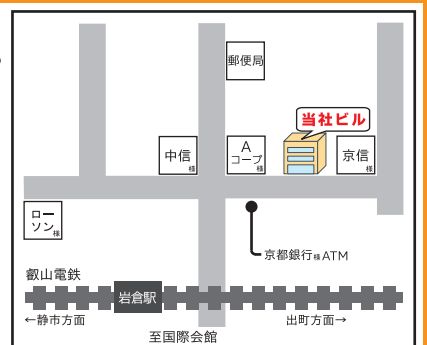 郵便局
当社ビル
中信様
A
コープ様
京信様
ロー
ソン様
京都銀行様ATM
叡山電鉄
岩倉駅
←静市方面
出町方面→
至国際会館